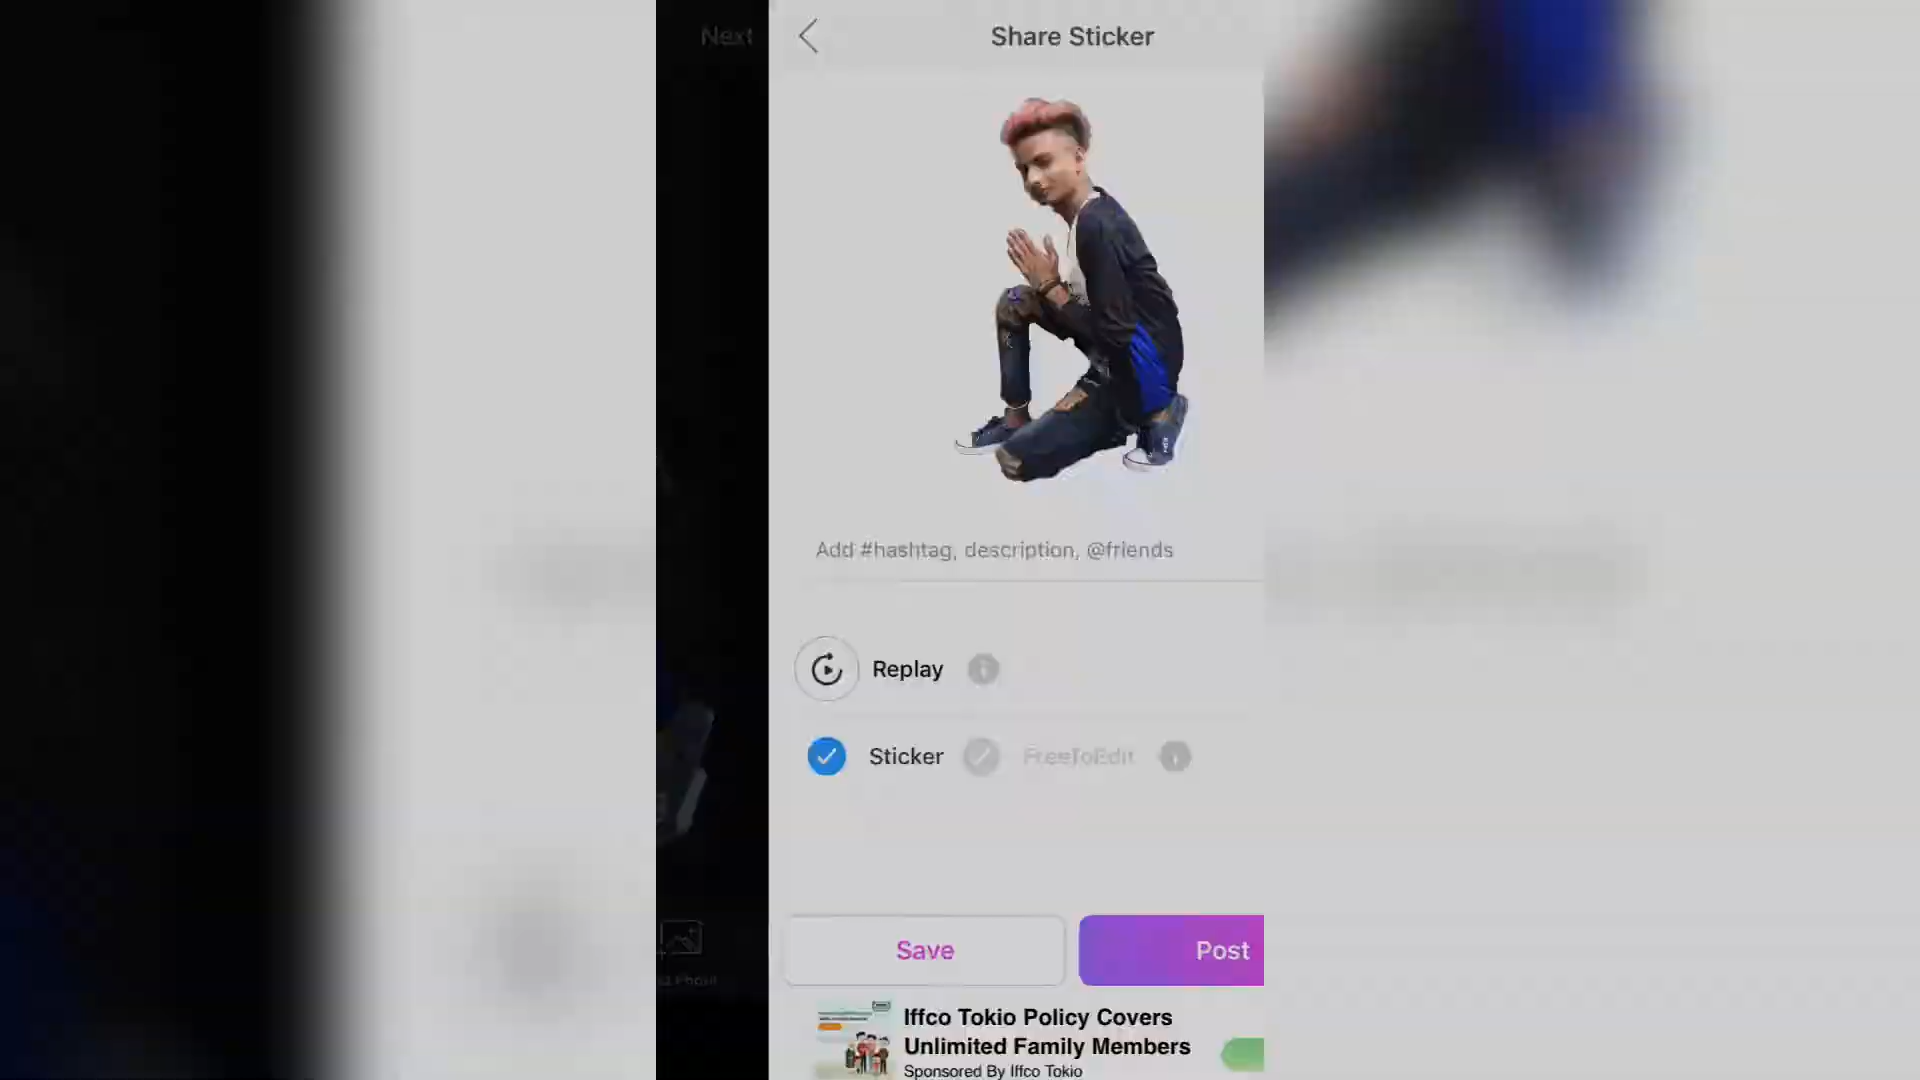 Next
Share Sticker
Add #hashtag, description, @friends
Replay
Sticker
FreeToEdit
Save
Post
Iffco Tokio Policy Covers
Unlimited Family Members
Sponsored By Iffco Tokio